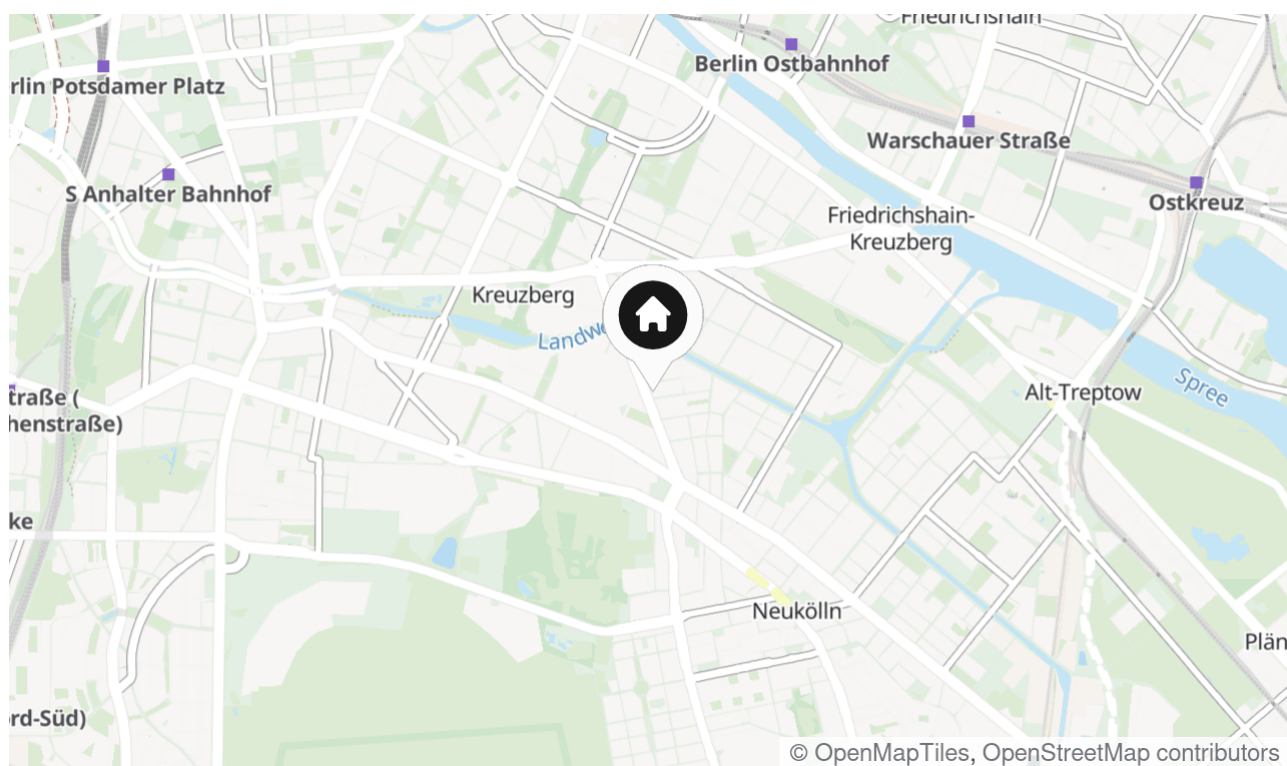 Friedrichshain
Berlin Ostbahnhof
rlin Potsdamer Platz
Warschauer Straße
S Anhalter Bahnhof
Ostkreuz
Friedrichshain-
Kreuzberg
Kreuzberg
Landwe
Spree
Alt-Treptow
traße (
henstraße)
ke
Neukölln
Plän
ord-Süd)
© OpenMapTiles, OpenStreetMap contributors